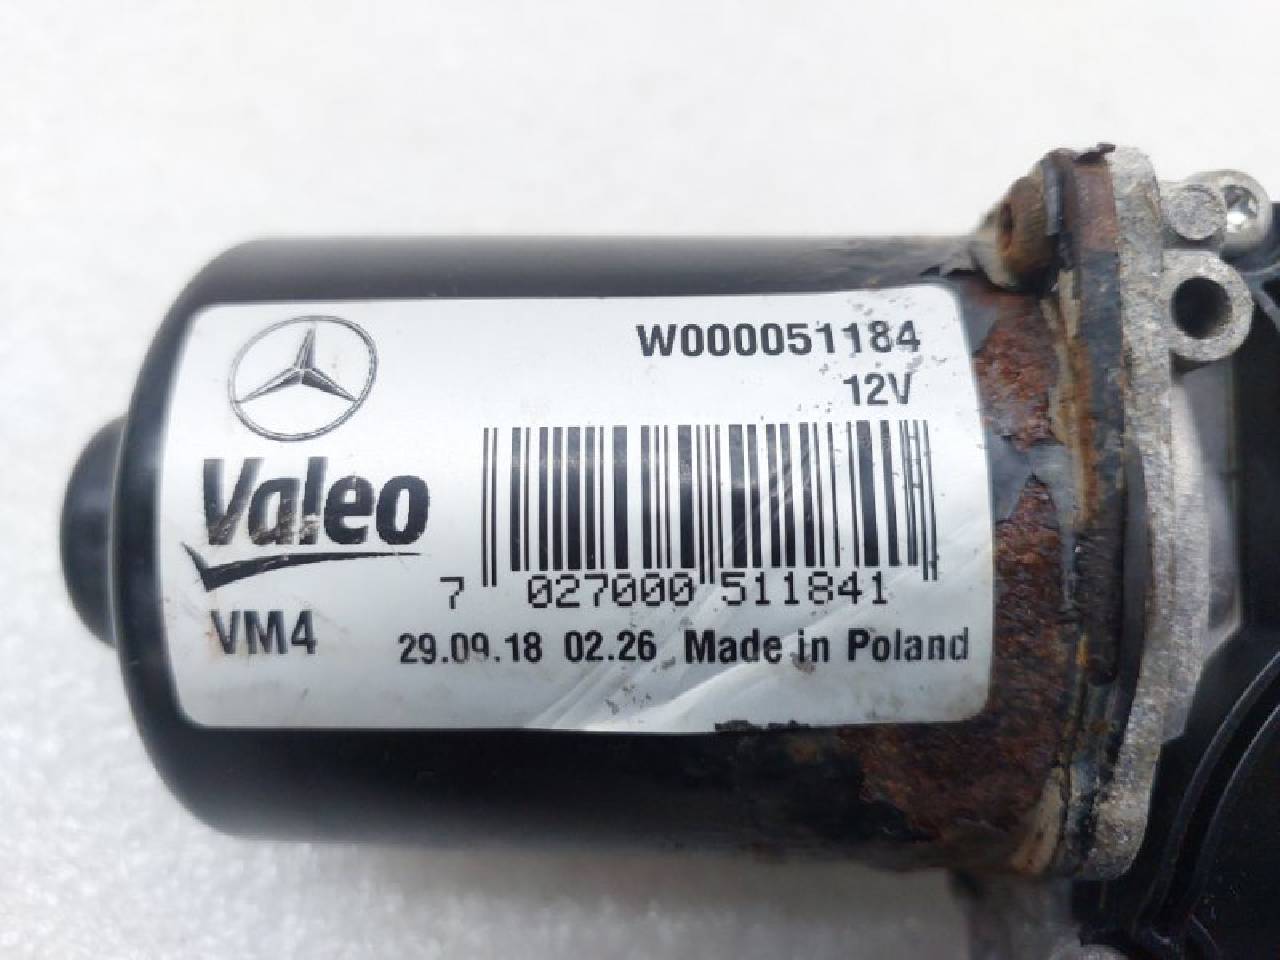 W000051184
12V
Valeo
7 027000 511841
VM4
29.09.18 02.26 Made in Poland